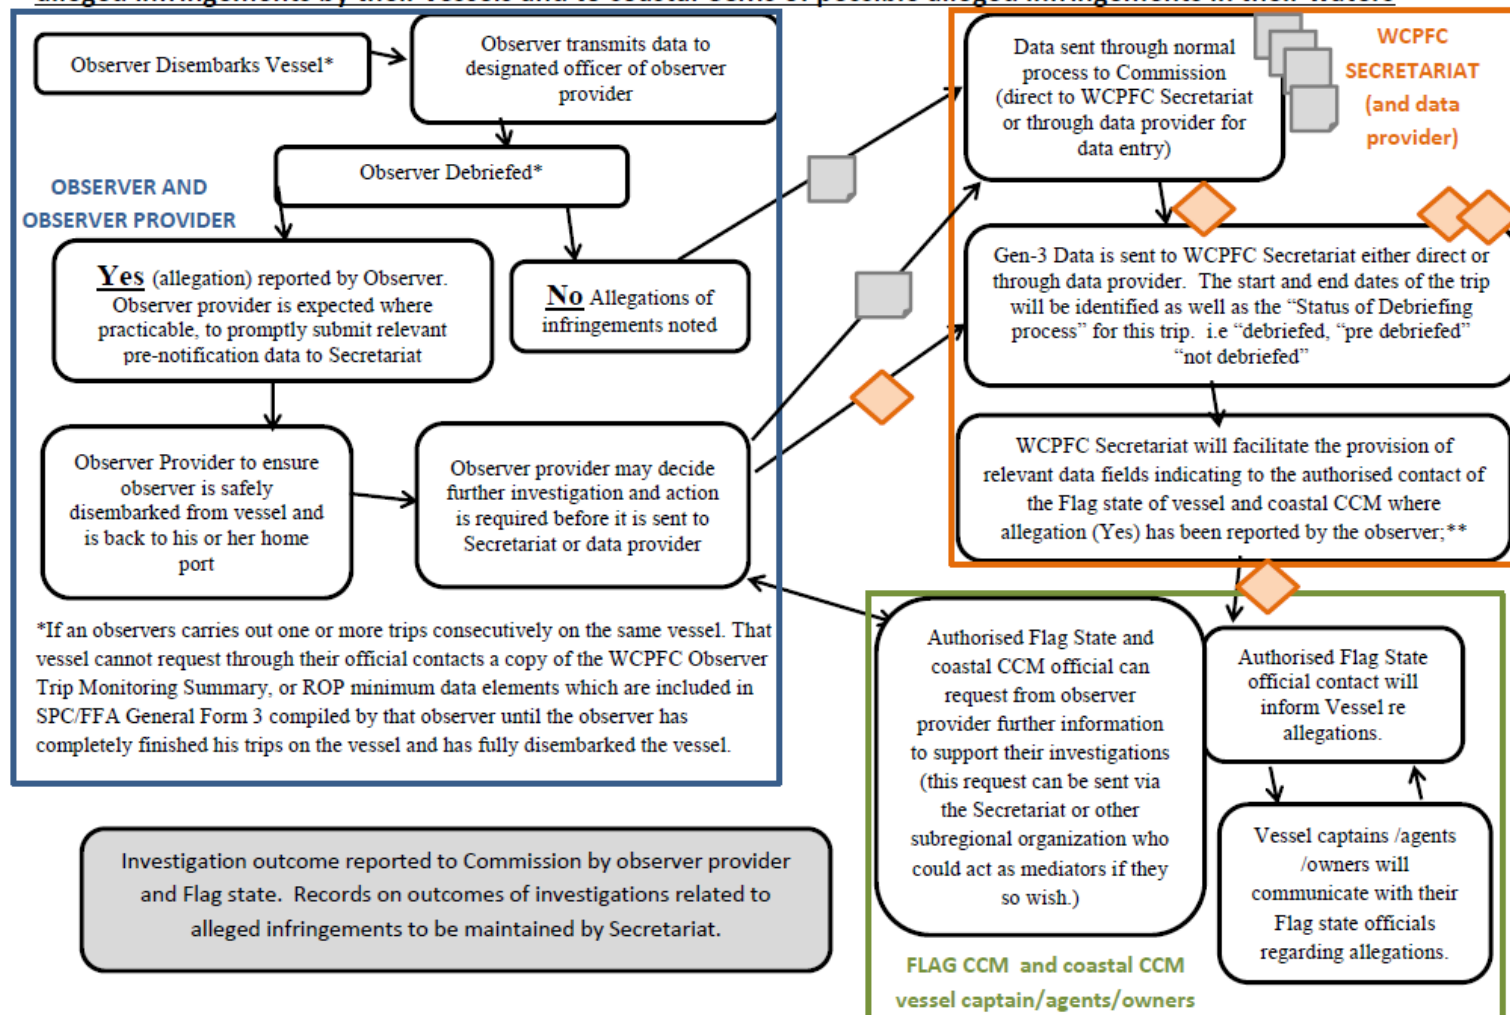 alleged infringements by their vessels and to coastal CCMs of possible alleged infringements in their waters
Observer Disembarks Vessel*
Observer transmits data to
designated officer of observer
provider
Observer Debriefed*
OBSERVER AND
OBSERVER PROVIDER
Yes (allegation) reported by Observer.
Observer provider is expected where
practicable, to promptly submit relevant
pre-notification data to Secretariat
No Allegations of
infringements noted
Observer Provider to ensure
observer is safely
disembarked from vessel and
is back to his or her home
port
Observer provider may decide
further investigation and action
is required before it is sent to
Secretariat or data provider
*If an observers carries out one or more trips consecutively on the same vessel. That
vessel cannot request through their official contacts a copy of the WCPFC Observer
Trip Monitoring Summary, or ROP minimum data elements which are included in
SPC/FFA General Form 3 compiled by that observer until the observer has
completely finished his trips on the vessel and has fully disembarked the vessel.
Data sent through normal
process to Commission
(direct to WCPFC Secretariat
or through data provider for
data entry)
WCPFC
SECRETARIAT
(and data
provider)
Gen-3 Data is sent to WCPFC Secretariat either direct or
through data provider. The start and end dates of the trip
will be identified as well as the “Status of Debriefing
process” for this trip. i.e “debriefed, “pre debriefed”
“not debriefed”
WCPFC Secretariat will facilitate the provision of
relevant data fields indicating to the authorised contact of
the Flag state of vessel and coastal CCM where
allegation (Yes) has been reported by the observer;**
Authorised Flag State and
coastal CCM official can
request from observer
provider further information
to support their investigations
(this request can be sent via
the Secretariat or other
subregional organization who
could act as mediators if they
so wish.)
Authorised Flag State
official contact will
inform Vessel re
allegations.
Vessel captains /agents
/owners will
communicate with their
Flag state officials
regarding allegations.
FLAG CCM and coastal CCM
vessel captain/agents/owners
Investigation outcome reported to Commission by observer provider
and Flag state. Records on outcomes of investigations related to
alleged infringements to be maintained by Secretariat.